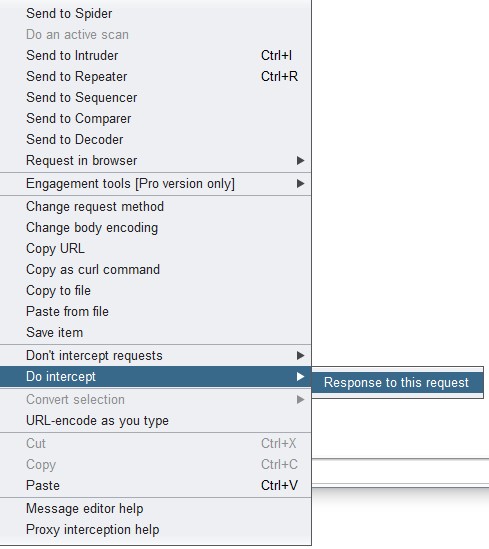 Send to Spider
Do an active scan
Send to Intruder Ctrl+I
Send to Repeater Ctrl+R
Send to Sequencer
Send to Comparer
Send to Decoder
Request in browser
Engagement tools [Pro version only]
Change request method
Change body encoding
Copy URL
Copy as curl command
Copy to file
Paste from file
Save item
Don't intercept requests
Do intercept
Response to this request
Convert selection
URL-encode as you type
Cut Ctrl+X
Copy Ctrl+C
Paste Ctrl+V
Message editor help
Proxy interception help